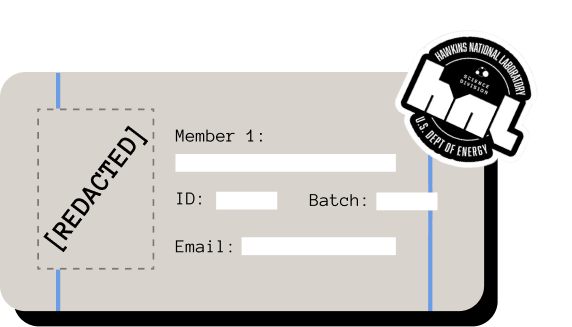 HAWKINS NATIONAL LABORATORY
SCIENCE
DIVISION
hnl
U.S. DEPT OF ENERGY
[REDACTED]
Member 1:
ID:
Batch:
Email: